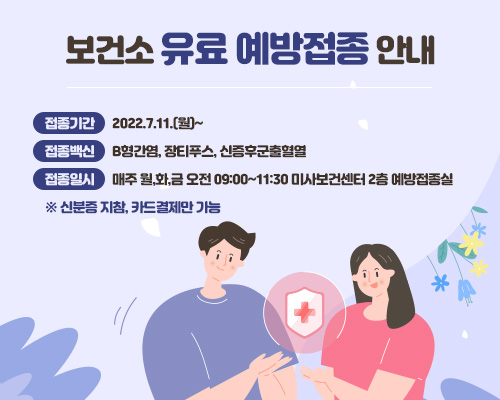 보건소 유료 예방접종 안내
접종기간 2022.7.11.(월)~
접종백신 B형간염, 장티푸스, 신증후군출혈열
접종일시 매주 월,화,금 오전 09:00~11:30 미사보건센터 2층 예방접종실
※ 신분증 지참, 카드결제만 가능